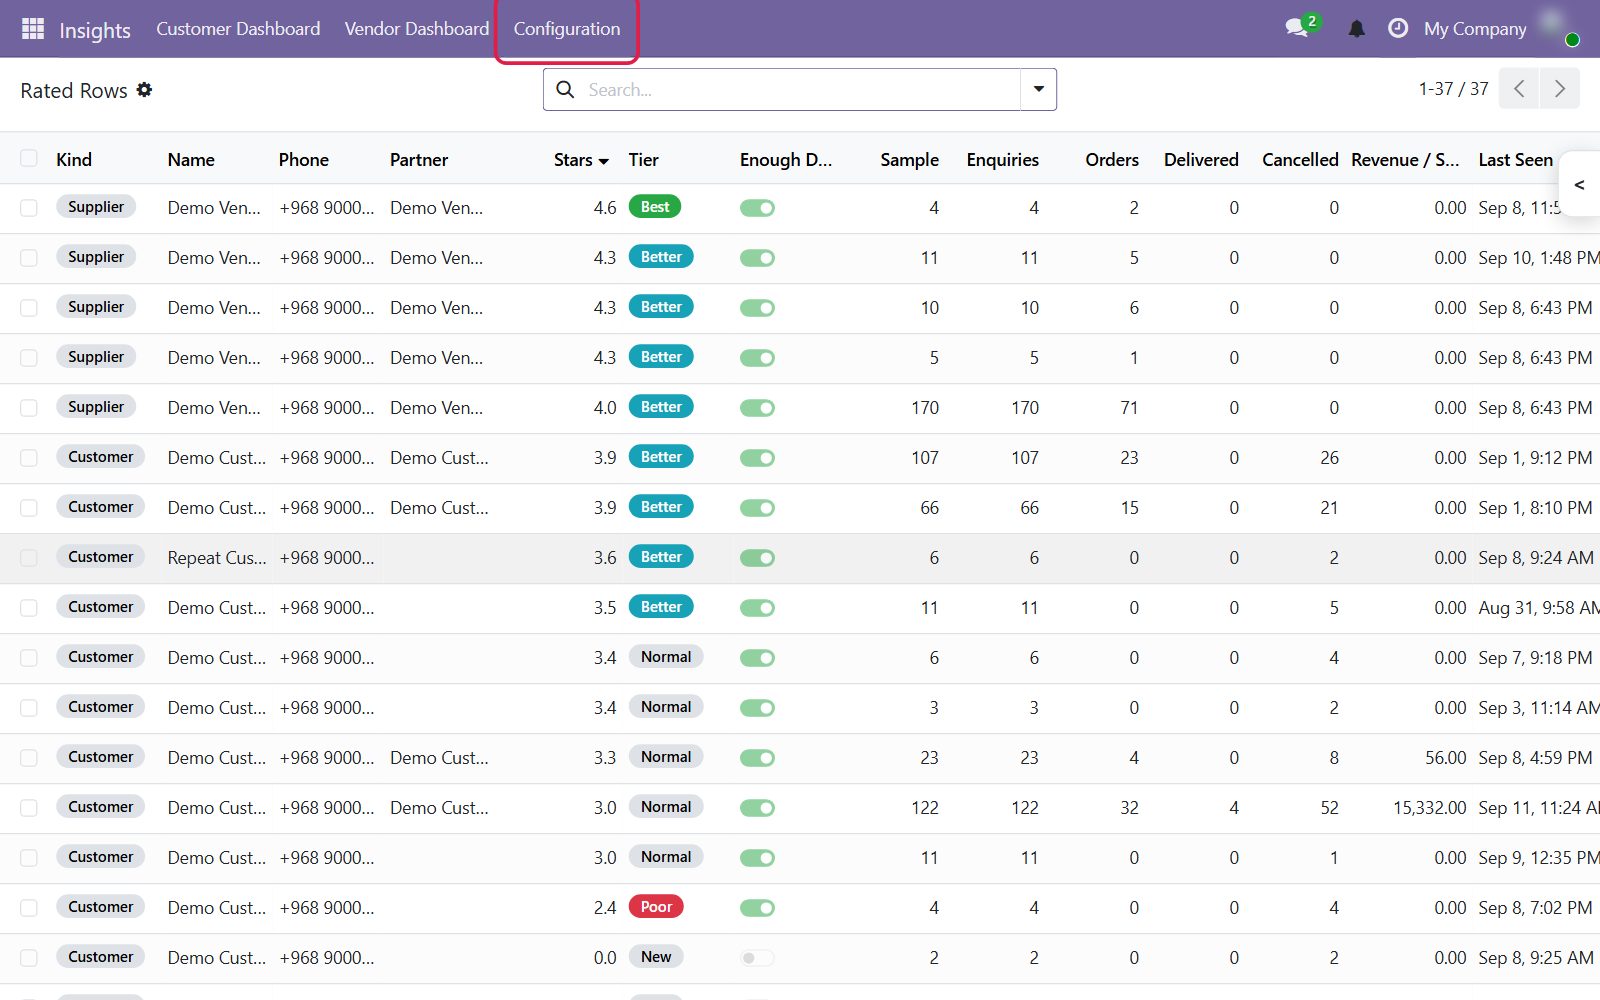 Insights Customer Dashboard Vendor Dashboard Configuration 2 My Company
Rated Rows Search... 1-37 / 37
Kind Name Phone Partner Stars Tier Enough D... Sample Enquiries Orders Delivered Cancelled Revenue / S... Last Seen
<
Supplier Demo Ven... +968 9000... Demo Ven... 4.6 Best 4 4 2 0 0 0.00 Sep 8, 11:5
Supplier Demo Ven... +968 9000... Demo Ven... 4.3 Better 11 11 5 0 0 0.00 Sep 10, 1:48 PM
Supplier Demo Ven... +968 9000... Demo Ven... 4.3 Better 10 10 6 0 0 0.00 Sep 8, 6:43 PM
Supplier Demo Ven... +968 9000... Demo Ven... 4.3 Better 5 5 1 0 0 0.00 Sep 8, 6:43 PM
Supplier Demo Ven... +968 9000... Demo Ven... 4.0 Better 170 170 71 0 0 0.00 Sep 8, 6:43 PM
Customer Demo Cust... +968 9000... Demo Cust... 3.9 Better 107 107 23 0 26 0.00 Sep 1, 9:12 PM
Customer Demo Cust... +968 9000... Demo Cust... 3.9 Better 66 66 15 0 21 0.00 Sep 1, 8:10 PM
Customer Repeat Cus... +968 9000... 3.6 Better 6 6 0 0 2 0.00 Sep 8, 9:24 AM
Customer Demo Cust... +968 9000... 3.5 Better 11 11 0 0 5 0.00 Aug 31, 9:58 AM
Customer Demo Cust... +968 9000... 3.4 Normal 6 6 0 0 4 0.00 Sep 7, 9:18 PM
Customer Demo Cust... +968 9000... 3.4 Normal 3 3 0 0 2 0.00 Sep 3, 11:14 AM
Customer Demo Cust... +968 9000... Demo Cust... 3.3 Normal 23 23 4 0 8 56.00 Sep 8, 4:59 PM
Customer Demo Cust... +968 9000... Demo Cust... 3.0 Normal 122 122 32 4 52 15,332.00 Sep 11, 11:24 A
Customer Demo Cust... +968 9000... 3.0 Normal 11 11 0 0 1 0.00 Sep 9, 12:35 PM
Customer Demo Cust... +968 9000... 2.4 Poor 4 4 0 0 4 0.00 Sep 8, 7:02 PM
Customer Demo Cust... +968 9000... 0.0 New 2 2 0 0 2 0.00 Sep 8, 9:25 AM